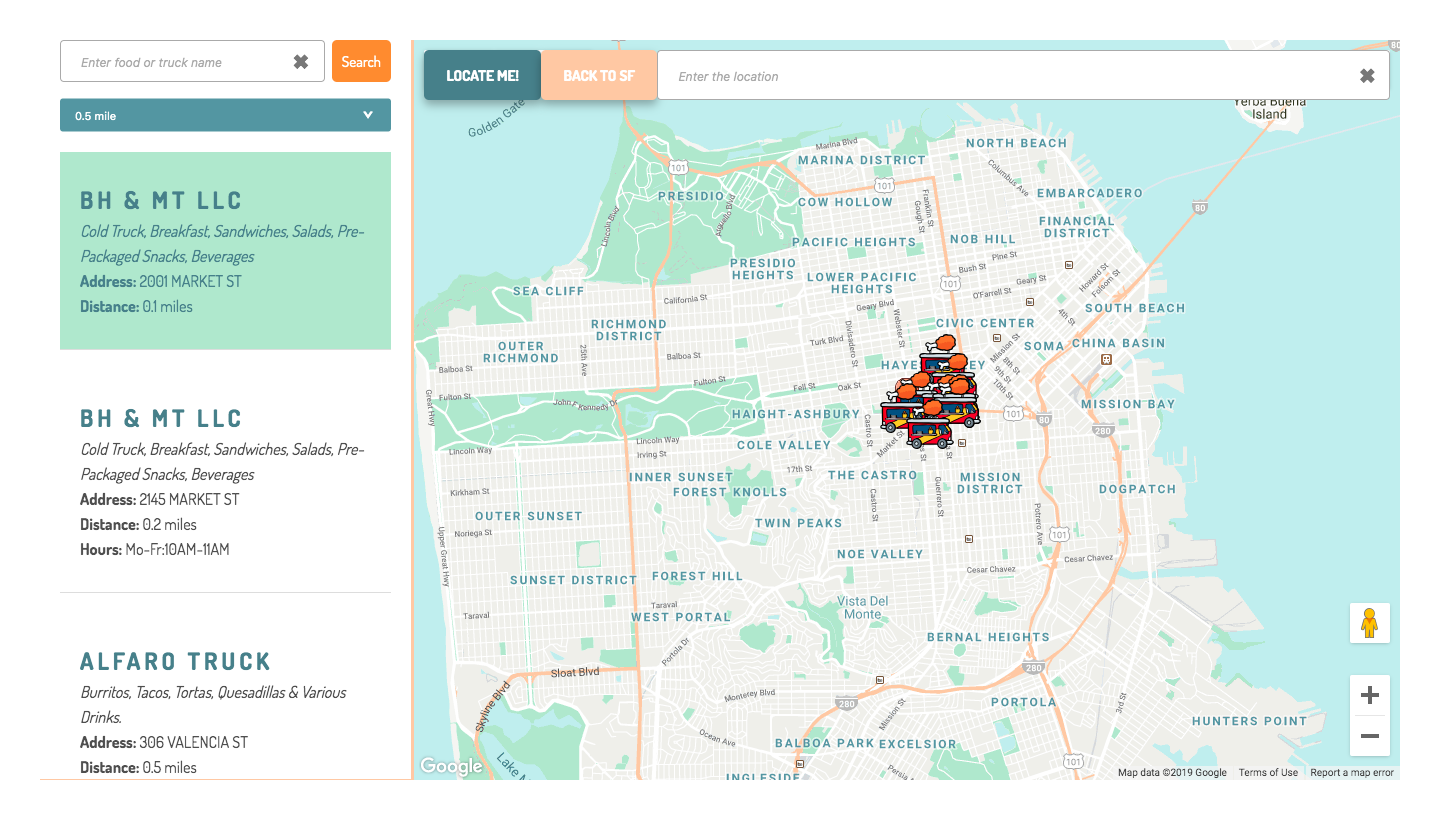 Enter food or truck name
Search
0.5 mile
BH & MT LLC
Cold Truck, Breakfast, Sandwiches, Salads, Pre-
Packaged Snacks, Beverages
Address: 2001 MARKET ST
Distance: 0.1 miles
BH & MT LLC
Cold Truck, Breakfast, Sandwiches, Salads, Pre-
Packaged Snacks, Beverages
Address: 2145 MARKET ST
Distance: 0.2 miles
Hours: Mo-Fr:10AM-11AM
ALFARO TRUCK
Burritos, Tacos, Tortas, Quesadillas & Various
Drinks.
Address: 306 VALENCIA ST
Distance: 0.5 miles
LOCATE ME!
BACK TO SF
Enter the location
80
Golden Gate
Yerba Buena
Island
Marina Blvd
NORTH BEACH
MARINA DISTRICT
101
Columbus Ave
101
PRESIDIO
COW HOLLOW
EMBARCADERO
Lincoln Blvd
Arguello Blvd
Franklin St
Gough St
80
FINANCIAL
DISTRICT
PACIFIC HEIGHTS
NOB HILL
Pine St
Bush St
PRESIDIO
HEIGHTS
LOWER PACIFIC
HEIGHTS
101
Geary St
Howard St
Folsom St
SEA CLIFF
California St
O'Farrell St
Geary Blvd
SOUTH BEACH
RICHMOND
DISTRICT
Webster St
Divisadero St
CIVIC CENTER
4th St
OUTER
RICHMOND
25th Ave
Turk Blvd
Mission St
SOMA
CHINA BASIN
Balboa St
Balboa St
8th St
9th St
10th St
Fulton St
Fulton St
Fell St
Oak St
Great Hwy
John F Kennedy Dr
HAIGHT-ASHBURY
101
80
MISSION BAY
280
Castro St
Market St
Lincoln Way
Lincoln Way
Irving St
COLE VALLEY
17th St
THE CASTRO
INNER SUNSET
FOREST KNOLLS
MISSION
DISTRICT
DOGPATCH
Kirkham St
Castro St
Guerrero St
OUTER SUNSET
TWIN PEAKS
Potrero Ave
Noriega St
101
Upper Great Hwy
NOE VALLEY
Cesar Chavez
Cesar Chavez
SUNSET DISTRICT
FOREST HILL
Vista Del
Monte
Taraval
Taraval
WEST PORTAL
BERNAL HEIGHTS
Portola Dr
280
Sloat Blvd
Skyline Blvd
Monterey Blvd
280
Mission St
PORTOLA
3rd St
HUNTERS POINT
Ocean Ave
BALBOA PARK
EXCELSIOR
101
Google
INGLESIDE
Map data ©2019 Google
Terms of Use
Report a map error